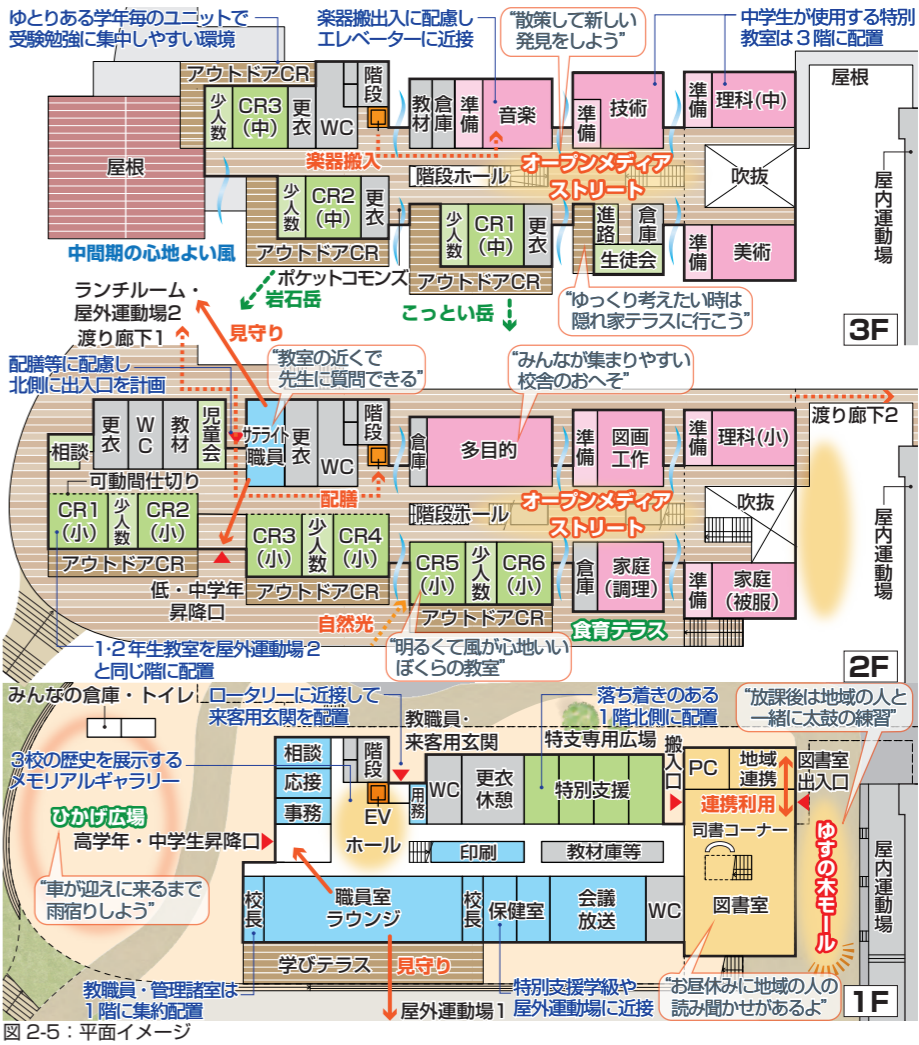 ゆとりある学年毎のユニットで
受験勉強に集中しやすい環境
楽器搬出入に配慮し
エレベーターに近接
“散策して新しい
発見をしよう”
中学生が使用する特別
教室は3階に配置
アウトドアCR
階段
屋根
少人数
CR3
(中)
更衣
WC
教材
倉庫
準備
音楽
準備
技術
準備
理科(中)
屋根
楽器搬入
オープンメディア
ストリート
階段ホール
吹抜
屋内運動場
少人数
CR2
(中)
更衣
少人数
CR1
(中)
更衣
進路
倉庫
生徒会
準備
美術
中間期の心地よい風
アウトドアCR
ポケットコモンズ
アウトドアCR
岩石岳
こっとい岳
“ゆっくり考えたい時は
隠れ家テラスに行こう”
3F
ランチルーム・
屋外運動場2
渡り廊下1
見守り
配膳等に配慮し
北側に出入口を計画
“教室の近くで
先生に質問できる”
“みんなが集まりやすい
校舎のおへそ”
渡り廊下2
相談
更衣
WC
教材
児童会
サテライト
職員
更衣
WC
階段
倉庫
多目的
準備
図画
工作
準備
理科(小)
可動間仕切り
配膳
オープンメディア
ストリート
階段ホール
吹抜
屋内運動場
CR1
(小)
少人数
CR2
(小)
CR3
(小)
少人数
CR4
(小)
CR5
(小)
少人数
CR6
(小)
倉庫
家庭
(調理)
準備
家庭
(被服)
アウトドアCR
低・中学年
昇降口
アウトドアCR
アウトドアCR
自然光
食育テラス
1・2年生教室を屋外運動場2
と同じ階に配置
“明るくて風が心地いい
ぼくらの教室”
2F
みんなの倉庫・トイレ
ロータリーに近接して
来客用玄関を配置
教職員・
来客用玄関
落ち着きのある
1階北側に配置
特支専用広場
“放課後は地域の人と
一緒に太鼓の練習”
3校の歴史を展示する
メモリアルギャラリー
相談
応接
事務
階段
EV
用務
WC
更衣
休憩
特別支援
搬入口
PC
地域
連携
図書室
出入口
連携利用
ひかげ広場
高学年・中学生昇降口
ホール
印刷
教材庫等
司書コーナー
ゆずの木モール
屋内運動場
“車が迎えに来るまで
雨宿りしよう”
校長
職員室
ラウンジ
校長
保健室
会議
放送
WC
図書室
学びテラス
見守り
教職員・管理諸室は
1階に集約配置
屋外運動場1
特別支援学級や
屋外運動場に近接
“お昼休みに地域の人の
読み聞かせがあるよ”
1F
図2-5:平面イメージ